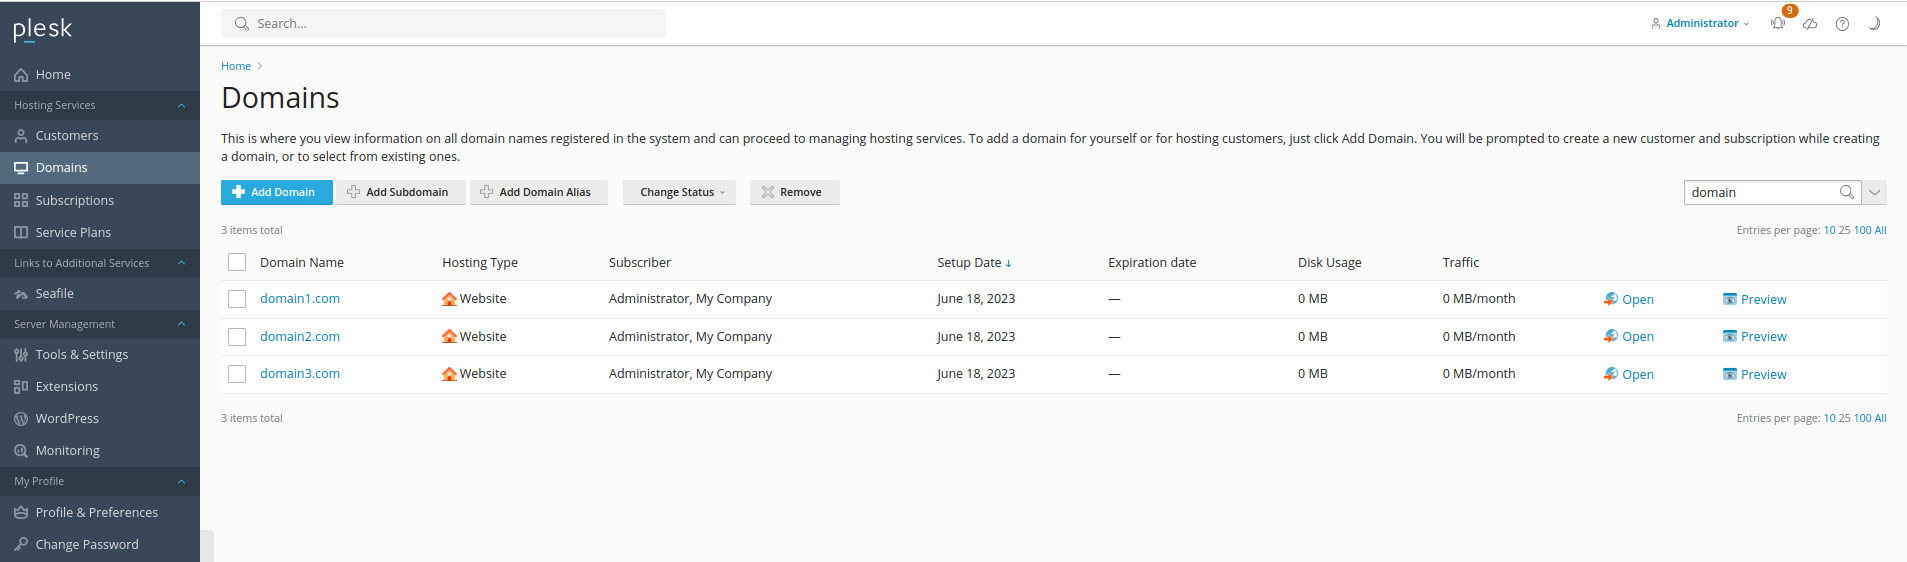 plesk
Search...
Administrator
9
Home
Home
Hosting Services
Customers
Domains
Subscriptions
Service Plans
Links to Additional Services
Seafile
Server Management
Tools & Settings
Extensions
WordPress
Monitoring
My Profile
Profile & Preferences
Change Password
Domains
This is where you view information on all domain names registered in the system and can proceed to managing hosting services. To add a domain for yourself or for hosting customers, just click Add Domain. You will be prompted to create a new customer and subscription while creating
a domain, or to select from existing ones.
Add Domain Add Subdomain Add Domain Alias Change Status Remove domain
3 items total Entries per page: 10 25 100 All
Domain Name Hosting Type Subscriber Setup Date ↓ Expiration date Disk Usage Traffic
domain1.com Website Administrator, My Company June 18, 2023 — 0 MB 0 MB/month Open Preview
domain2.com Website Administrator, My Company June 18, 2023 — 0 MB 0 MB/month Open Preview
domain3.com Website Administrator, My Company June 18, 2023 — 0 MB 0 MB/month Open Preview
3 items total Entries per page: 10 25 100 All